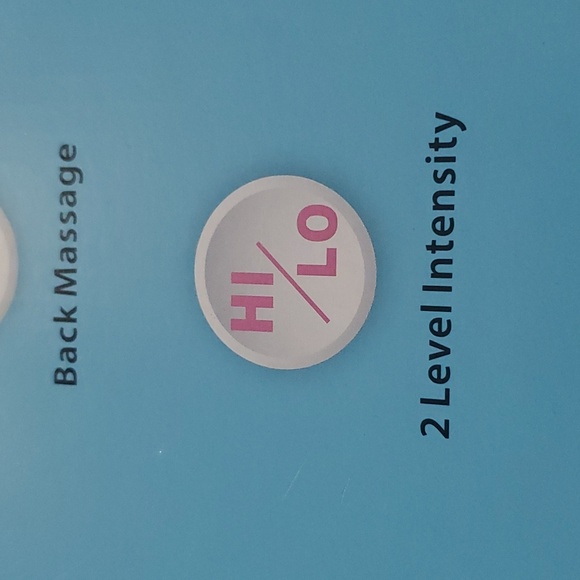 Back Massage
HI/LO
2 Level Intensity